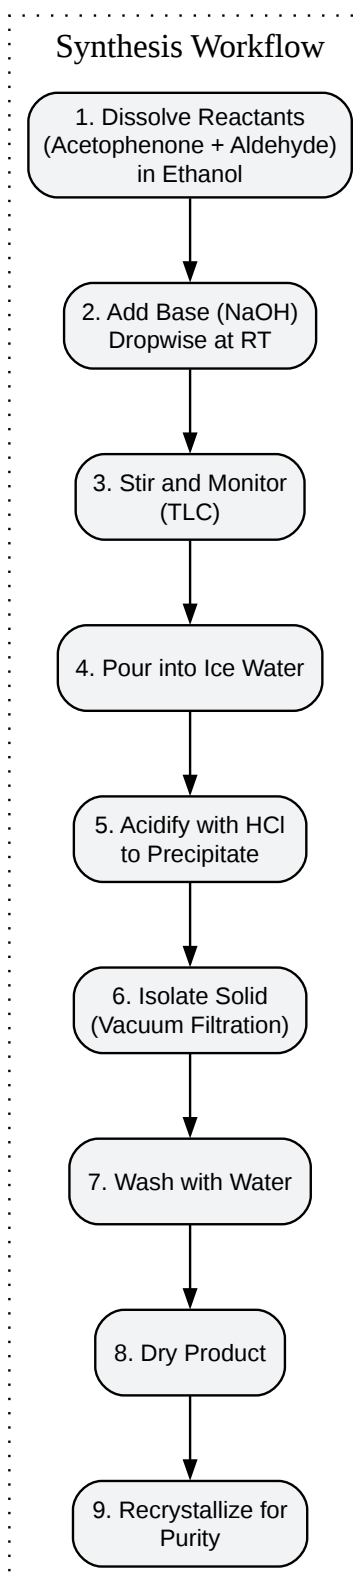 Synthesis Workflow
1. Dissolve Reactants
(Acetophenone + Aldehyde)
in Ethanol
2. Add Base (NaOH)
Dropwise at RT
3. Stir and Monitor
(TLC)
4. Pour into Ice Water
5. Acidify with HCl
to Precipitate
6. Isolate Solid
(Vacuum Filtration)
7. Wash with Water
8. Dry Product
9. Recrystallize for
Purity